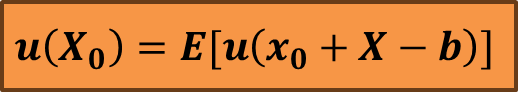 u(X₀) = E[u(x₀ + X − b)]